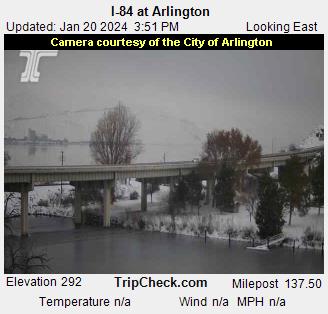 I-84 at Arlington
Updated: Jan 20 2024 3:51 PM Looking East
Camera courtesy of the City of Arlington
Elevation 292 TripCheck.com Milepost 137.50
Temperature n/a Wind n/a MPH n/a